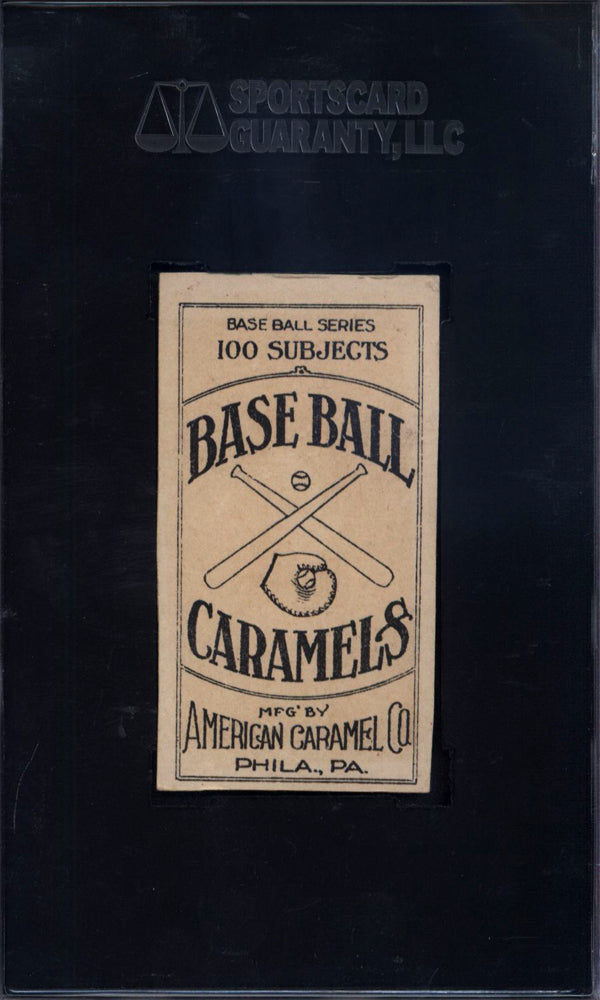 SPORTSCARD
GUARANTY, LLC
BASE BALL SERIES
100 SUBJECTS
BASE BALL
CARAMELS
MFG' BY
AMERICAN CARAMEL CO
PHILA., PA.